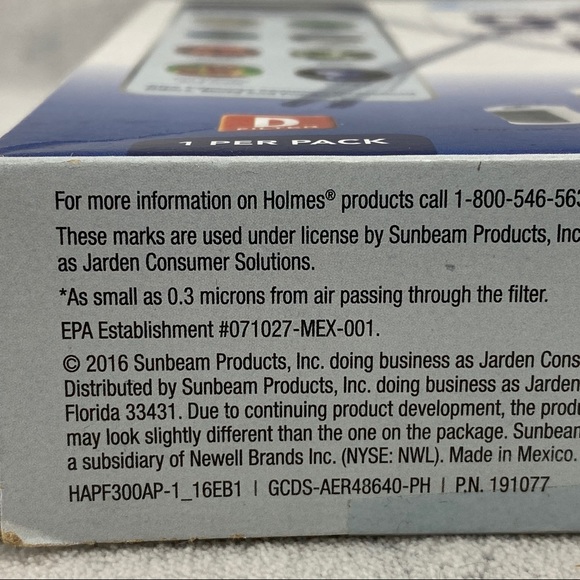 D
FILTER
1 PER PACK
For more information on Holmes® products call 1-800-546-563
These marks are used under license by Sunbeam Products, Inc
as Jarden Consumer Solutions.
*As small as 0.3 microns from air passing through the filter.
EPA Establishment #071027-MEX-001.
© 2016 Sunbeam Products, Inc. doing business as Jarden Cons
Distributed by Sunbeam Products, Inc. doing business as Jarden
Florida 33431. Due to continuing product development, the produ
may look slightly different than the one on the package. Sunbeam
a subsidiary of Newell Brands Inc. (NYSE: NWL). Made in Mexico.
HAPF300AP-1_16EB1 | GCDS-AER48640-PH | P.N. 191077